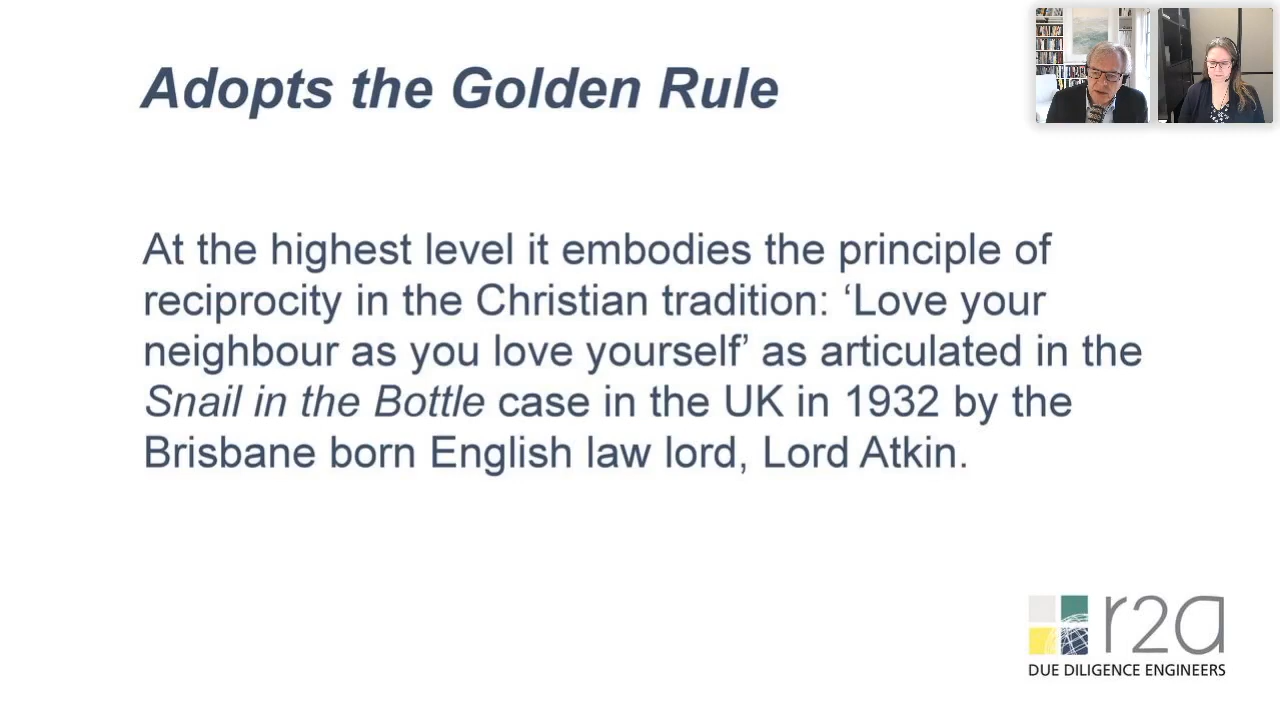 Adopts the Golden Rule
At the highest level it embodies the principle of
reciprocity in the Christian tradition: ‘Love your
neighbour as you love yourself’ as articulated in the
Snail in the Bottle case in the UK in 1932 by the
Brisbane born English law lord, Lord Atkin.
r2a
DUE DILIGENCE ENGINEERS